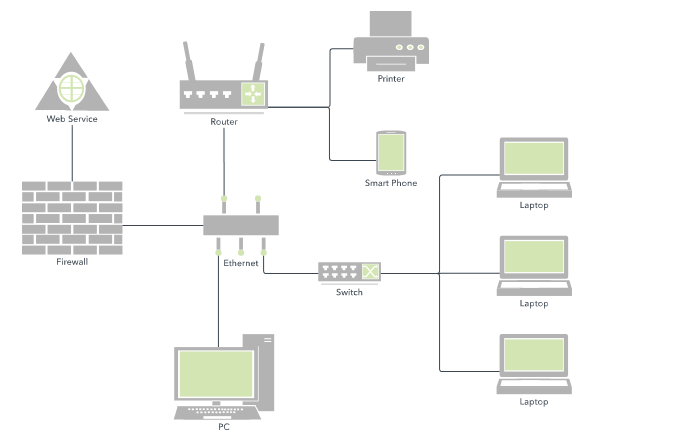 Printer
Web Service
Router
Smart Phone
Laptop
Firewall
Ethernet
Switch
Laptop
Laptop
PC